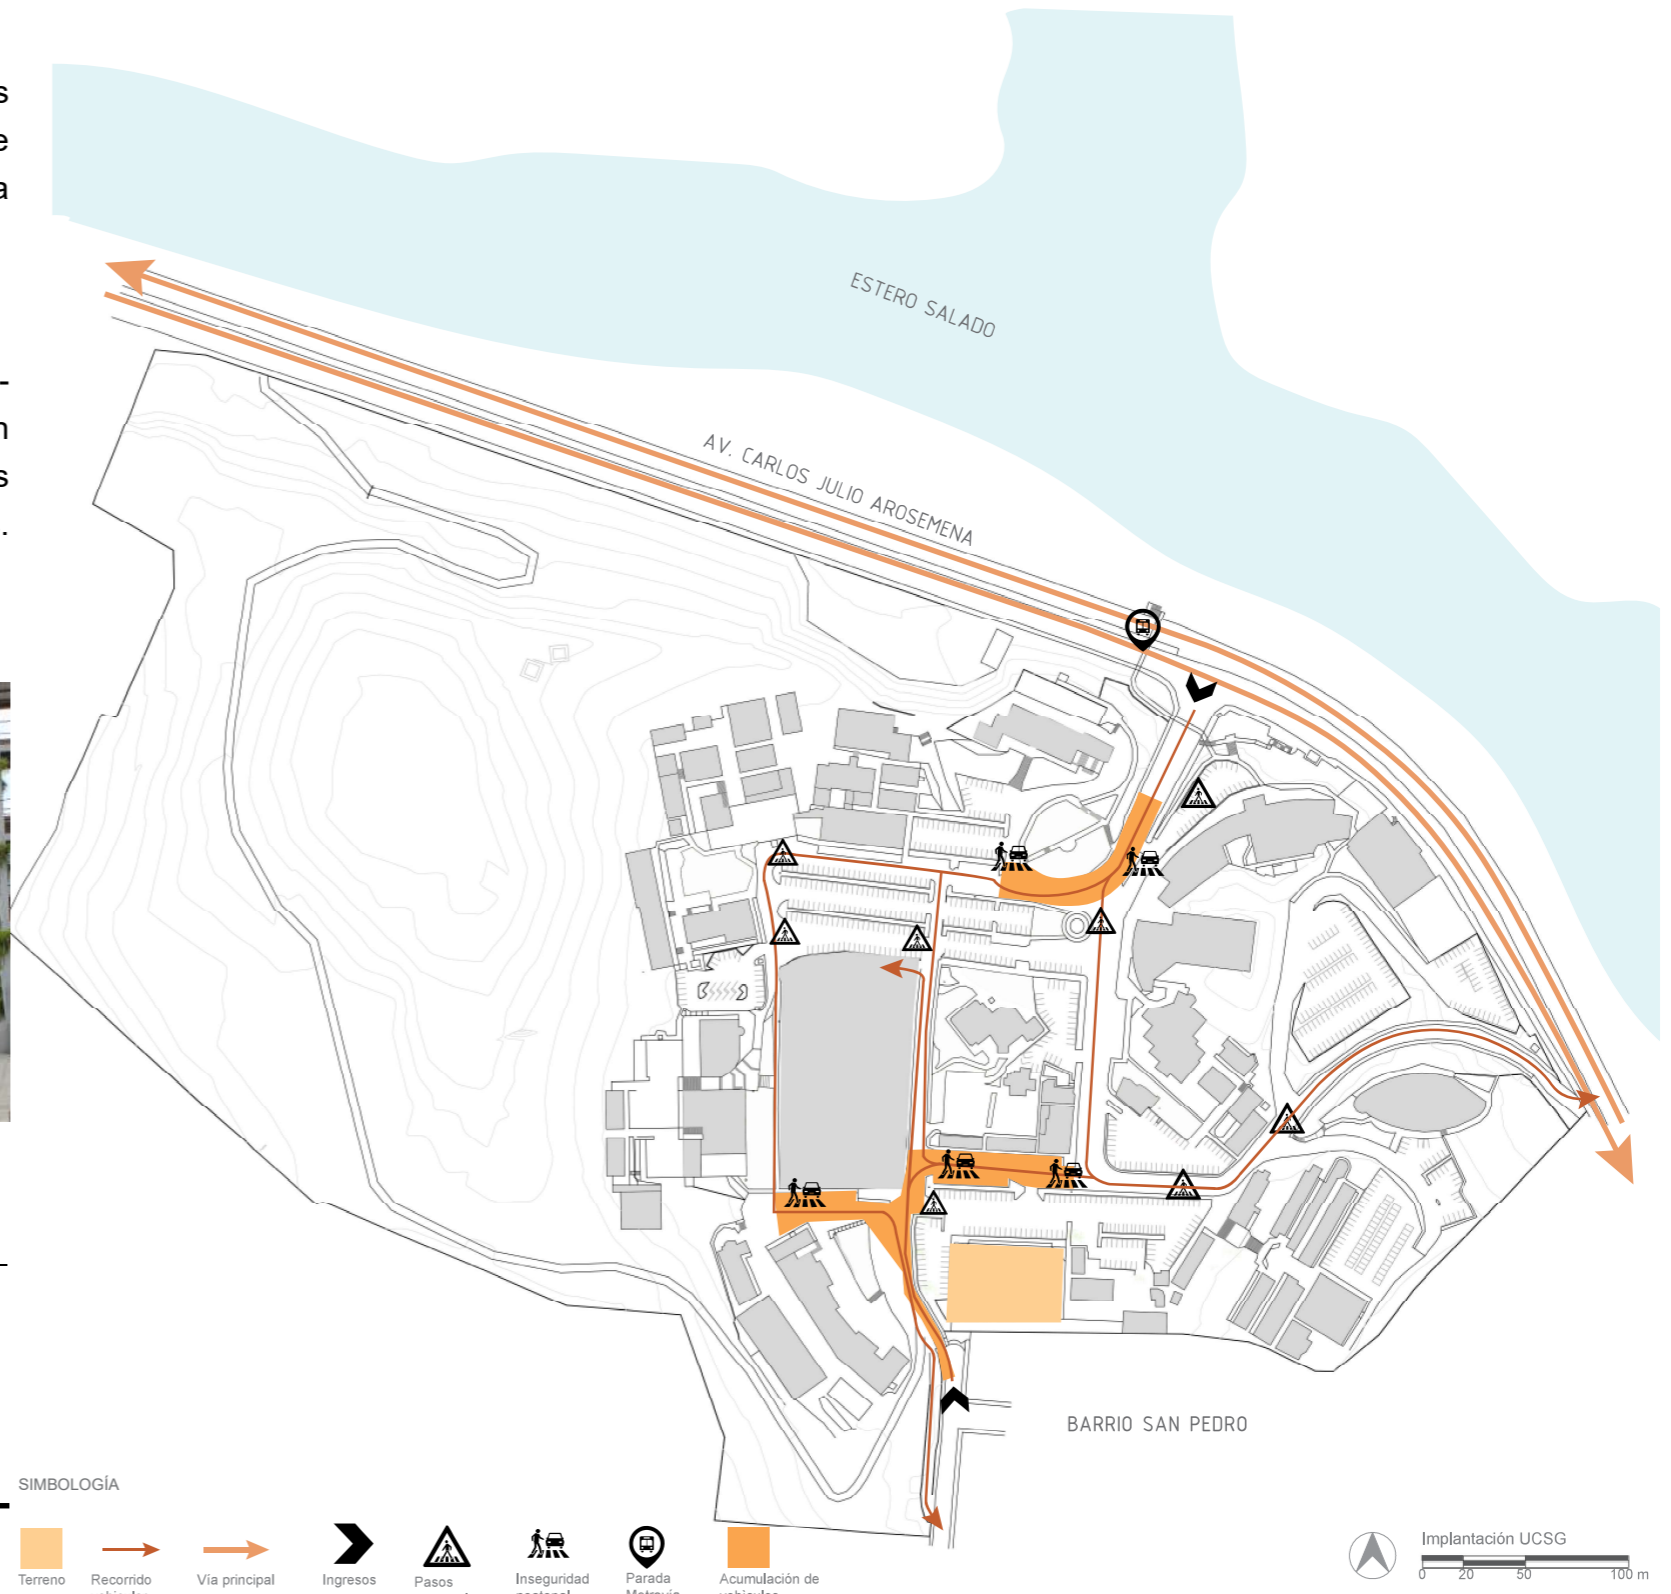 s
e
a
-
n
s
.
ESTERO SALADO
AV. CARLOS JULIO AROSEMENA
BARRIO SAN PEDRO
SIMBOLOGÍA
Terreno
Recorrido
Vía principal
Ingresos
Pasos
Inseguridad
Parada
Acumulación de
Implantación UCSG
0 20 50 100 m